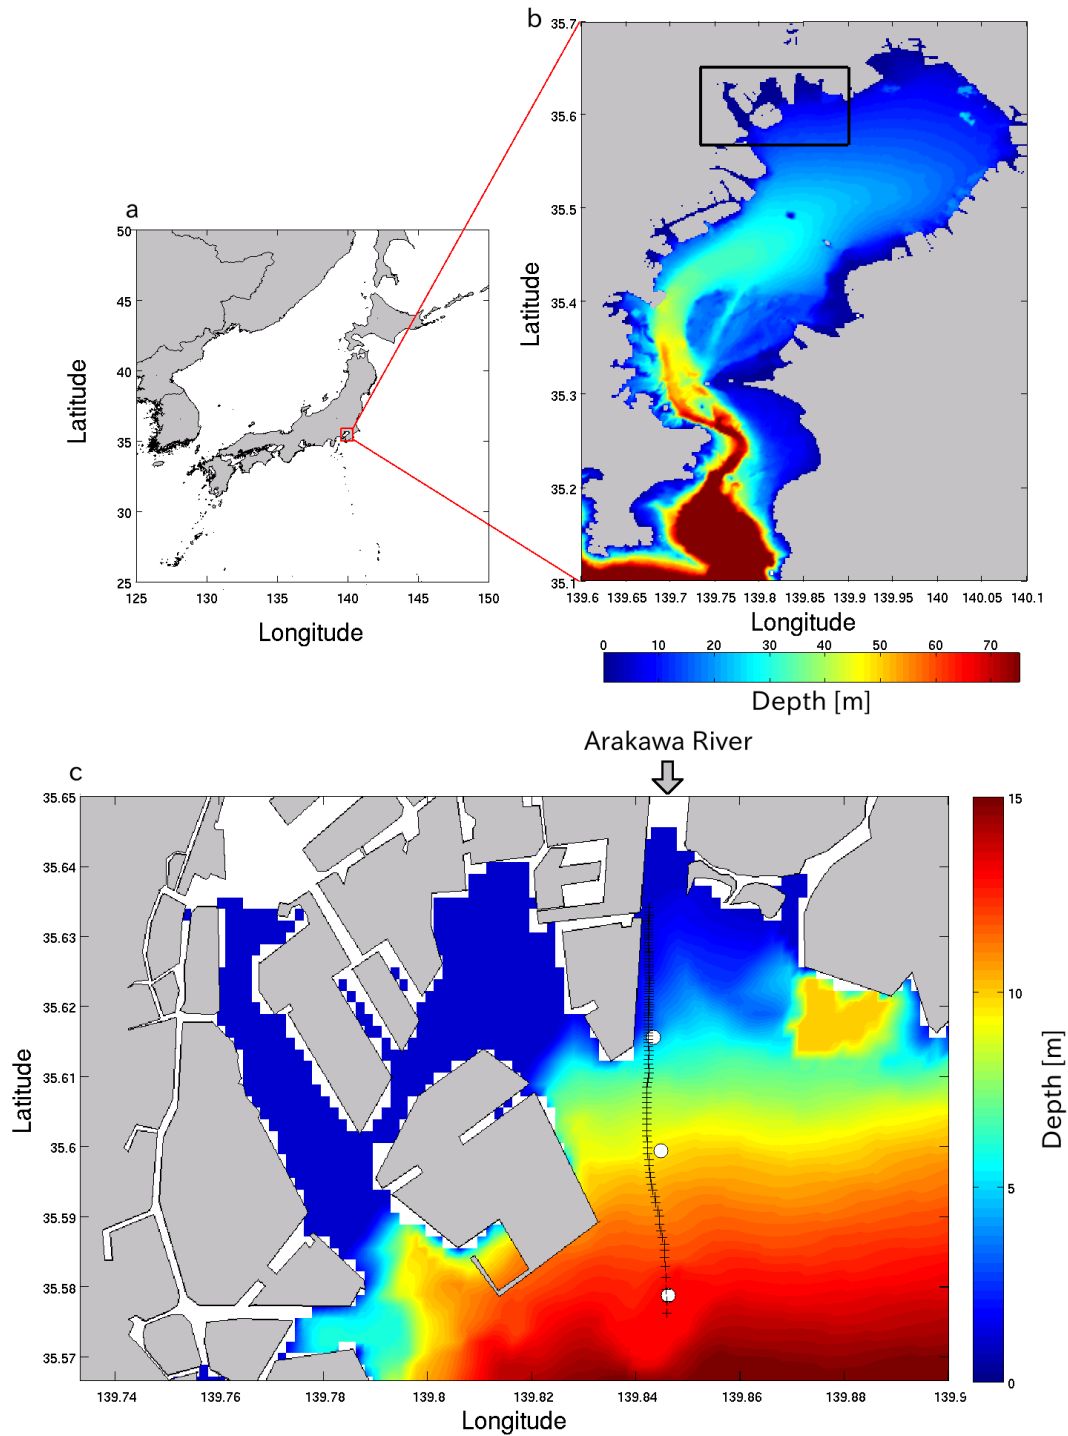 b
35.7
35.6
35.5
35.4
35.3
35.2
35.1
Latitude
139.6 139.65 139.7 139.75 139.8 139.85 139.9 139.95 140 140.05 140.1
Longitude
0 10 20 30 40 50 60 70
Depth [m]
a
50
45
40
35
30
25
Latitude
125 130 135 140 145 150
Longitude
Arakawa River
c
35.65
35.64
35.63
35.62
35.61
35.6
35.59
35.58
35.57
Latitude
139.74 139.76 139.78 139.8 139.82 139.84 139.86 139.88 139.9
Longitude
15
10
5
0
Depth [m]